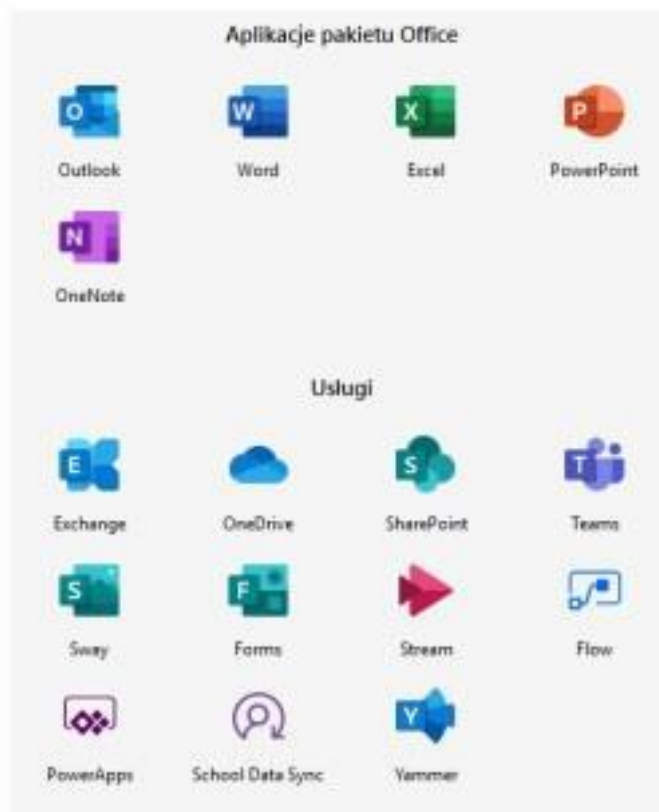 Aplikacje pakietu Office
O W X P
Outlook Word Excel PowerPoint
N
OneNote
Usługi
E S T
Exchange OneDrive SharePoint Teams
S F
Sway Forms Stream Flow
Y
PowerApps School Data Sync Yammer